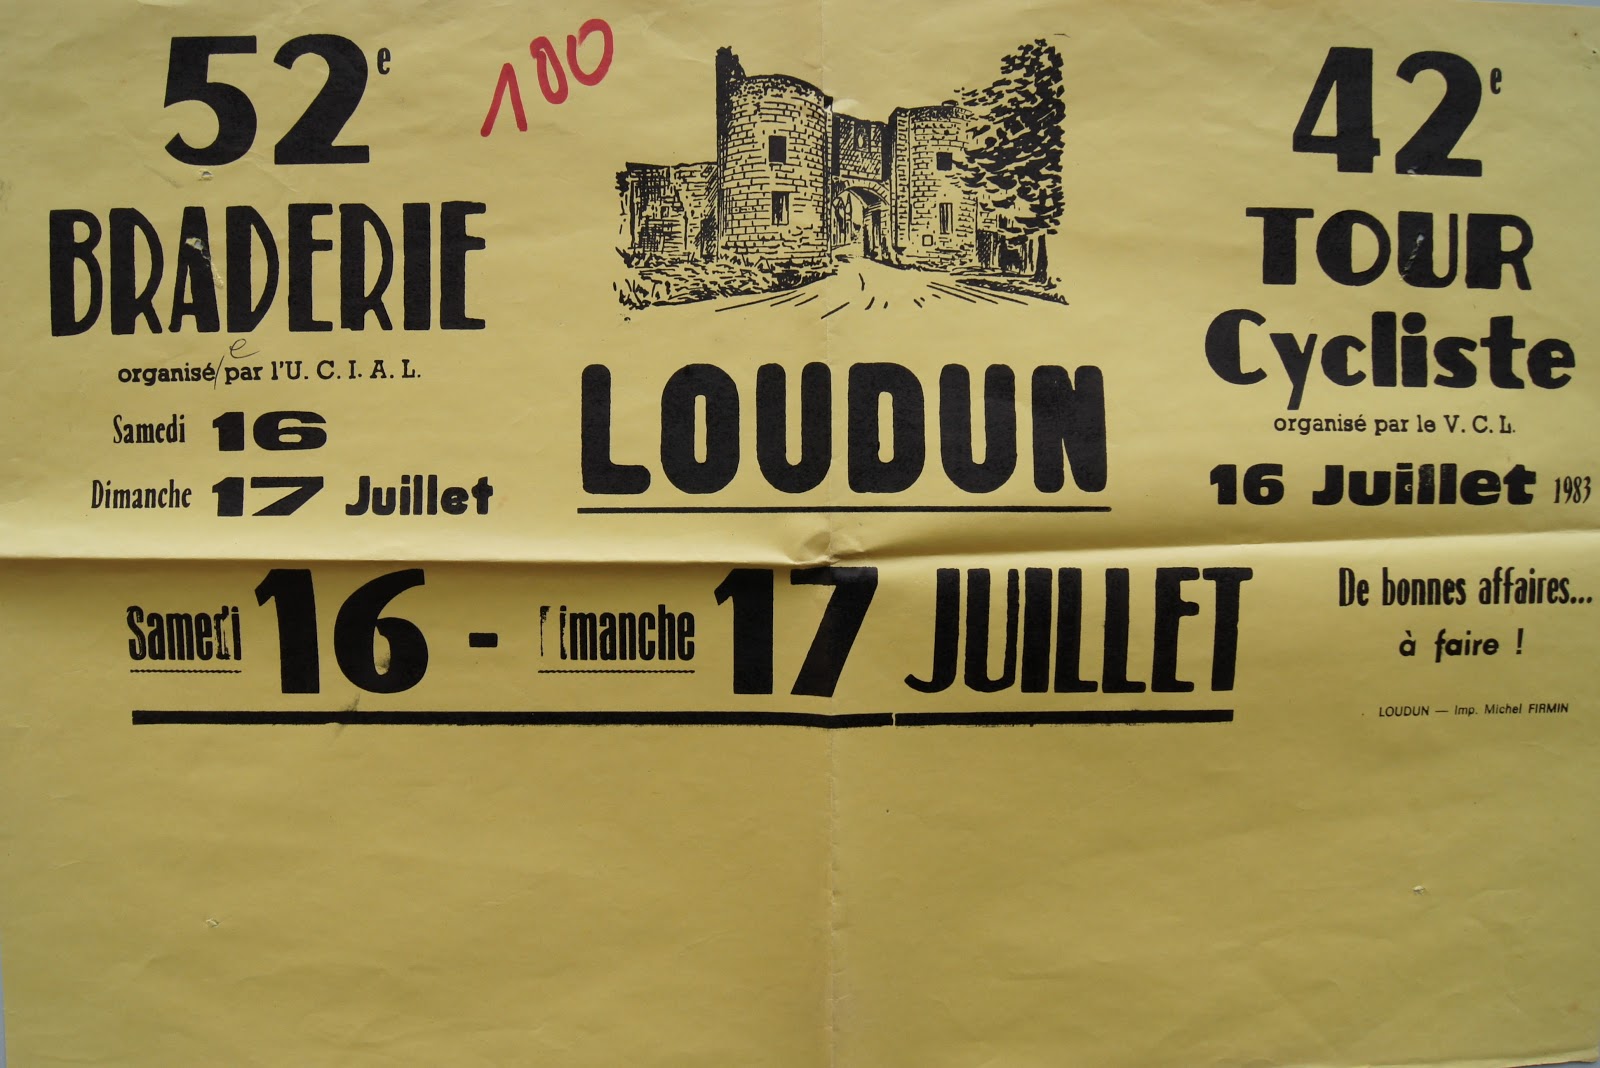 52e
BRADERIE
organisé/e par l'U. C. I. A. L.
Samedi 16
Dimanche 17 Juillet
100
LOUDUN
42e
TOUR
Cycliste
organisé par le V. C. L.
16 Juillet 1983
Samedi 16 - Dimanche 17 JUILLET
De bonnes affaires...
à faire !
LOUDUN — Imp. Michel FIRMIN